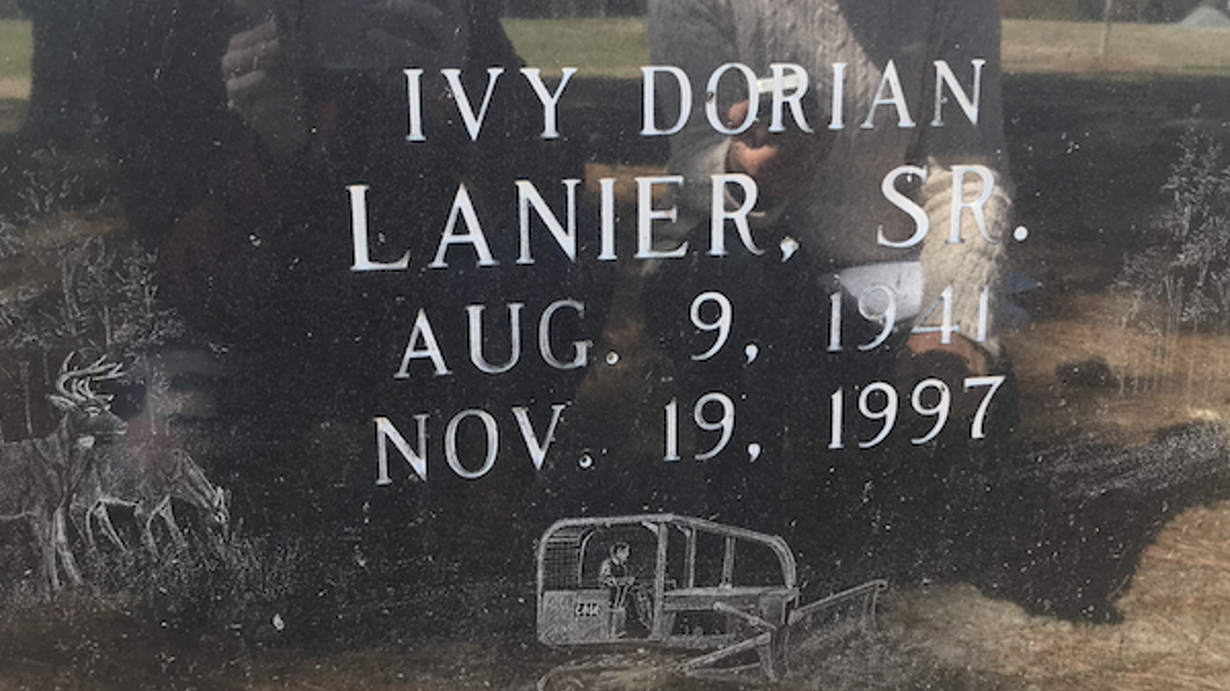 IVY DORIAN
LANIER, SR.
AUG. 9, 1941
NOV. 19, 1997